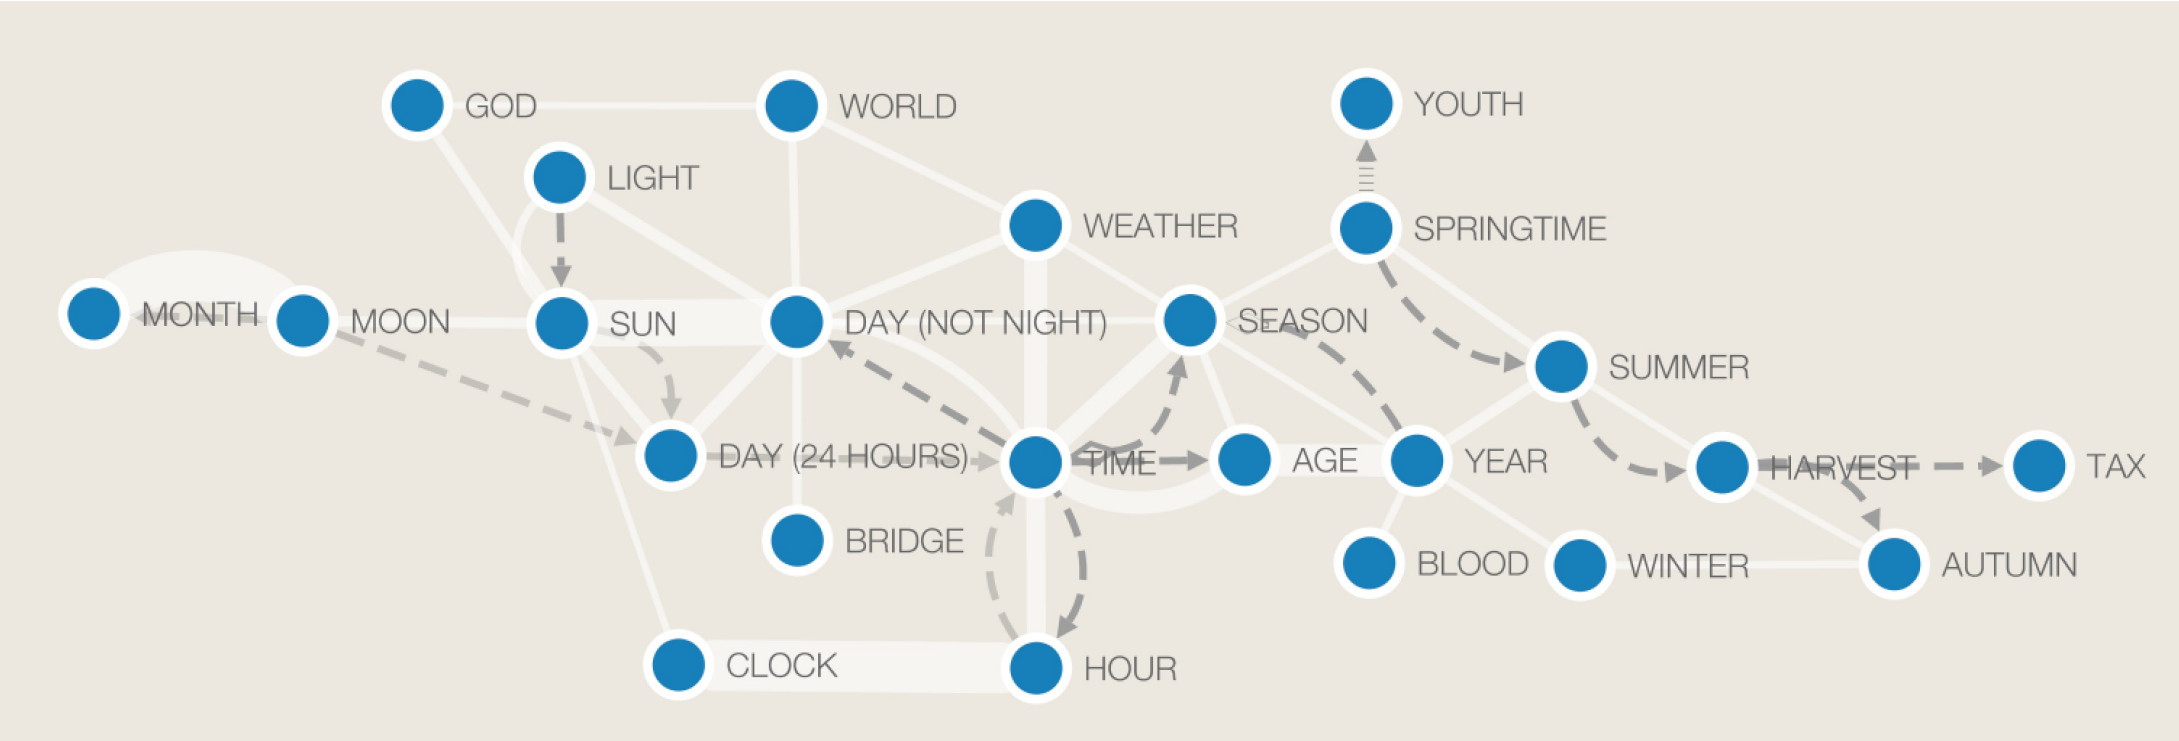 GOD
WORLD
YOUTH
LIGHT
WEATHER
SPRINGTIME
MONTH
MOON
SUN
DAY (NOT NIGHT)
SEASON
SUMMER
DAY (24 HOURS)
TIME
AGE
YEAR
HARVEST
TAX
BRIDGE
BLOOD
WINTER
AUTUMN
CLOCK
HOUR